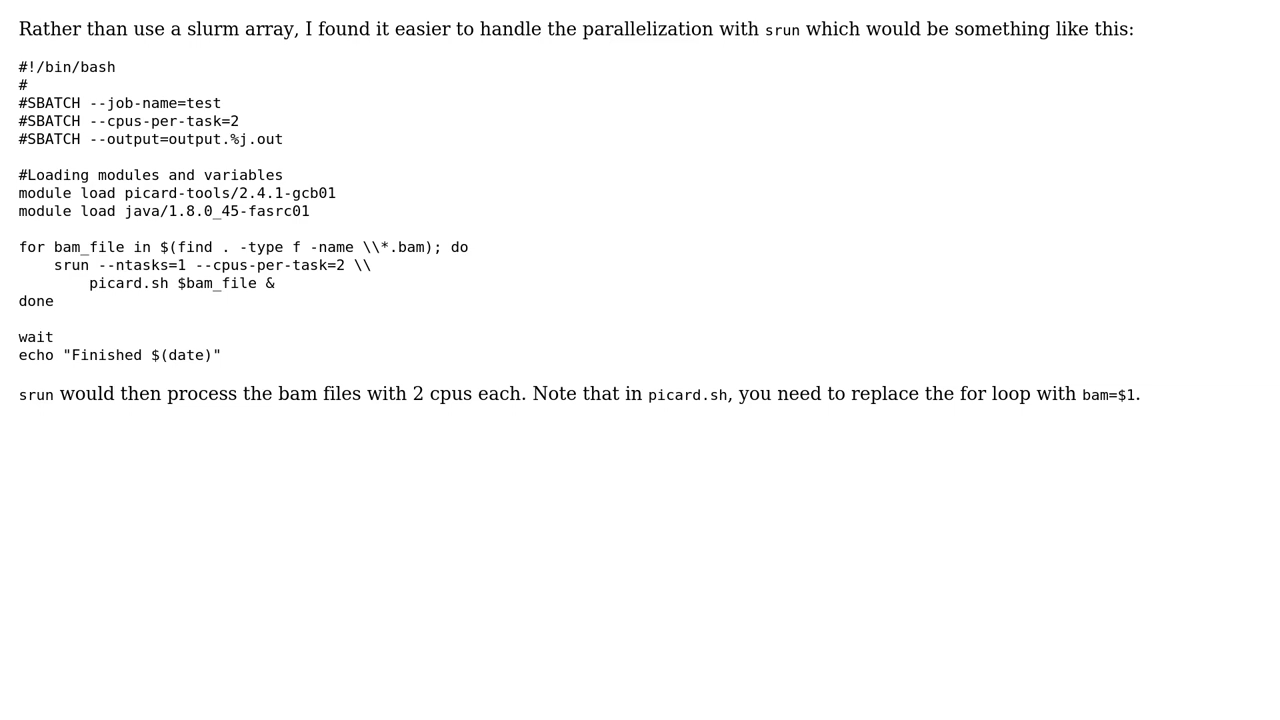 Rather than use a slurm array, I found it easier to handle the parallelization with srun which would be something like this:
#!/bin/bash
#
#SBATCH --job-name=test
#SBATCH --cpus-per-task=2
#SBATCH --output=output.%j.out
#Loading modules and variables
module load picard-tools/2.4.1-gcb01
module load java/1.8.0_45-fasrc01
for bam_file in $(find . -type f -name \\*.bam); do
    srun --ntasks=1 --cpus-per-task=2 \\
        picard.sh $bam_file &
done
wait
echo "Finished $(date)"
srun would then process the bam files with 2 cpus each. Note that in picard.sh, you need to replace the for loop with bam=$1.